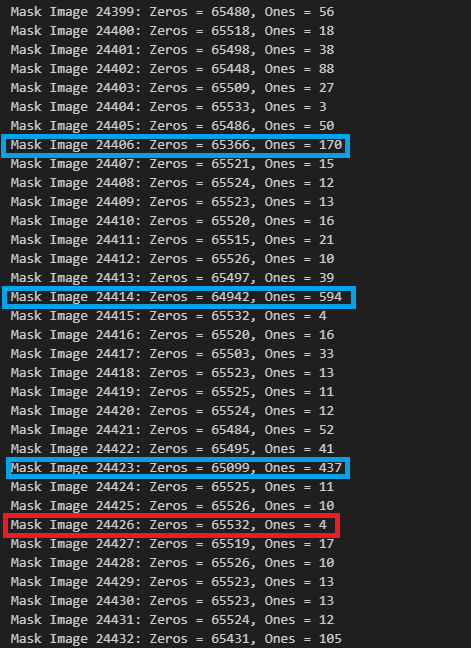 Mask Image 24399: Zeros = 65480, Ones = 56
Mask Image 24400: Zeros = 65518, Ones = 18
Mask Image 24401: Zeros = 65498, Ones = 38
Mask Image 24402: Zeros = 65448, Ones = 88
Mask Image 24403: Zeros = 65509, Ones = 27
Mask Image 24404: Zeros = 65533, Ones = 3
Mask Image 24405: Zeros = 65486, Ones = 50
Mask Image 24406: Zeros = 65366, Ones = 170
Mask Image 24407: Zeros = 65521, Ones = 15
Mask Image 24408: Zeros = 65524, Ones = 12
Mask Image 24409: Zeros = 65523, Ones = 13
Mask Image 24410: Zeros = 65520, Ones = 16
Mask Image 24411: Zeros = 65515, Ones = 21
Mask Image 24412: Zeros = 65526, Ones = 10
Mask Image 24413: Zeros = 65497, Ones = 39
Mask Image 24414: Zeros = 64942, Ones = 594
Mask Image 24415: Zeros = 65532, Ones = 4
Mask Image 24416: Zeros = 65520, Ones = 16
Mask Image 24417: Zeros = 65503, Ones = 33
Mask Image 24418: Zeros = 65523, Ones = 13
Mask Image 24419: Zeros = 65525, Ones = 11
Mask Image 24420: Zeros = 65524, Ones = 12
Mask Image 24421: Zeros = 65484, Ones = 52
Mask Image 24422: Zeros = 65495, Ones = 41
Mask Image 24423: Zeros = 65099, Ones = 437
Mask Image 24424: Zeros = 65525, Ones = 11
Mask Image 24425: Zeros = 65526, Ones = 10
Mask Image 24426: Zeros = 65532, Ones = 4
Mask Image 24427: Zeros = 65519, Ones = 17
Mask Image 24428: Zeros = 65526, Ones = 10
Mask Image 24429: Zeros = 65523, Ones = 13
Mask Image 24430: Zeros = 65523, Ones = 13
Mask Image 24431: Zeros = 65524, Ones = 12
Mask Image 24432: Zeros = 65431, Ones = 105